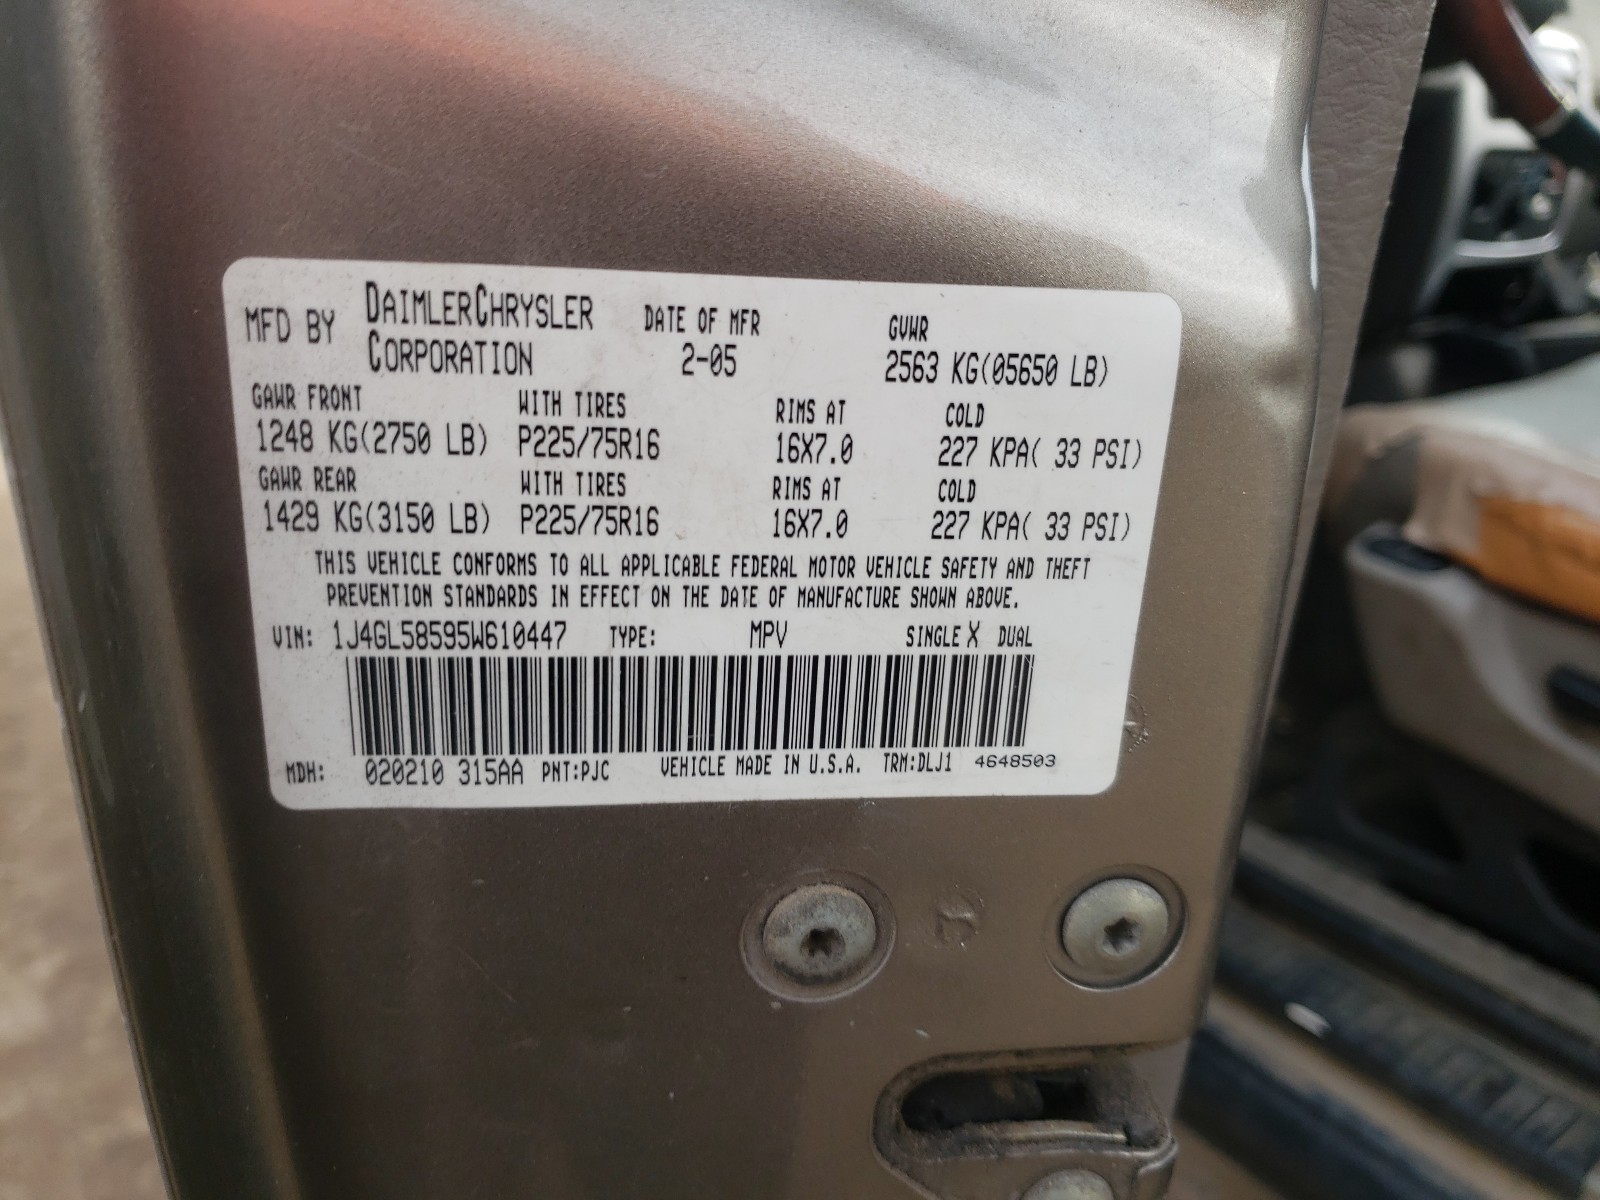 MFD BY DAIMLERCHRYSLER CORPORATION DATE OF MFR 2-05 GVWR 2563 KG(05650 LB)
GAWR FRONT WITH TIRES RIMS AT COLD
1248 KG(2750 LB) P225/75R16 16X7.0 227 KPA( 33 PSI)
GAWR REAR WITH TIRES RIMS AT COLD
1429 KG(3150 LB) P225/75R16 16X7.0 227 KPA( 33 PSI)
THIS VEHICLE CONFORMS TO ALL APPLICABLE FEDERAL MOTOR VEHICLE SAFETY AND THEFT
PREVENTION STANDARDS IN EFFECT ON THE DATE OF MANUFACTURE SHOWN ABOVE.
VIN: 1J4GL58595W610447 TYPE: MPV SINGLE X DUAL
MDH: 020210 315AA PNT:PJC VEHICLE MADE IN U.S.A. TRM:DLJ1 4648503